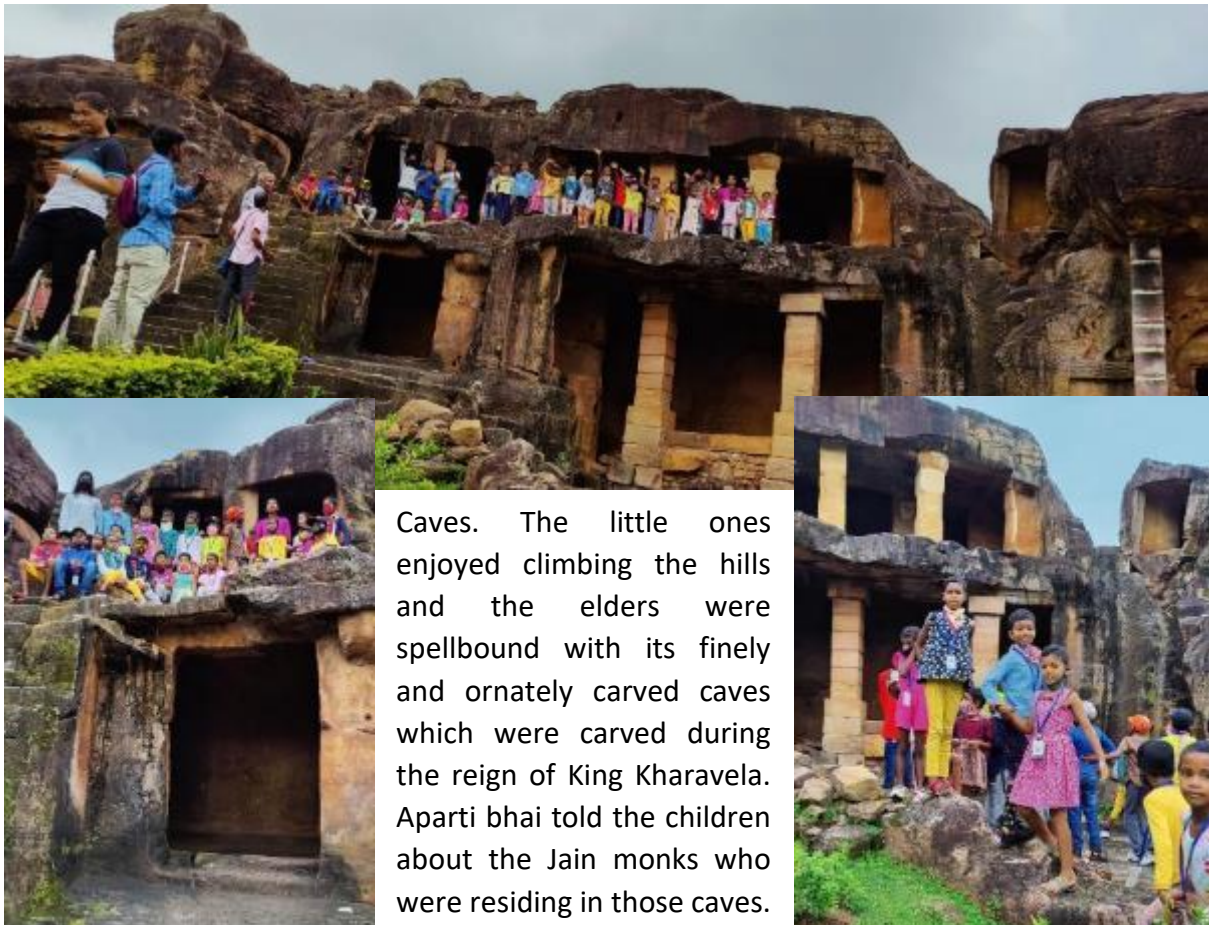 Caves. The little ones
enjoyed climbing the hills
and the elders were
spellbound with its finely
and ornately carved caves
which were carved during
the reign of King Kharavela.
Aparti bhai told the children
about the Jain monks who
were residing in those caves.